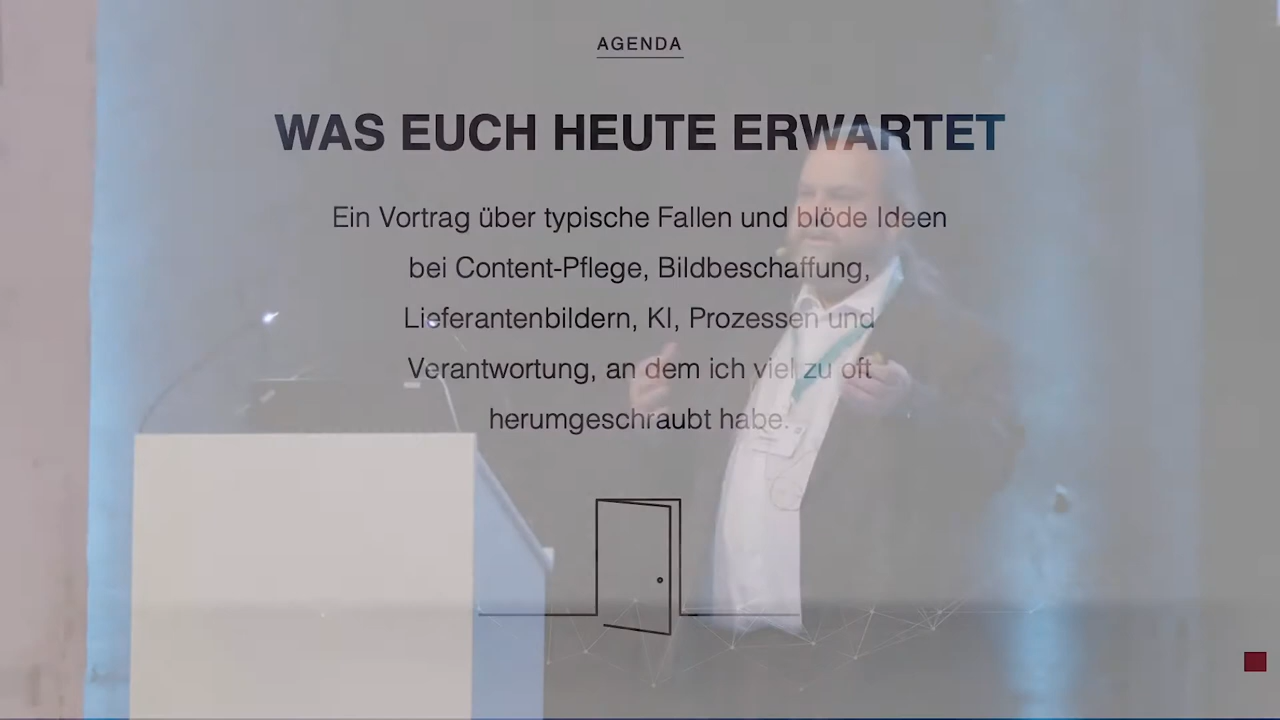 AGENDA
WAS EUCH HEUTE ERWARTET
Ein Vortrag über typische Fallen und blöde Ideen
bei Content-Pflege, Bildbeschaffung,
Lieferantenbildern, KI, Prozessen und
Verantwortung, an dem ich viel zu oft
herumgeschraubt habe.